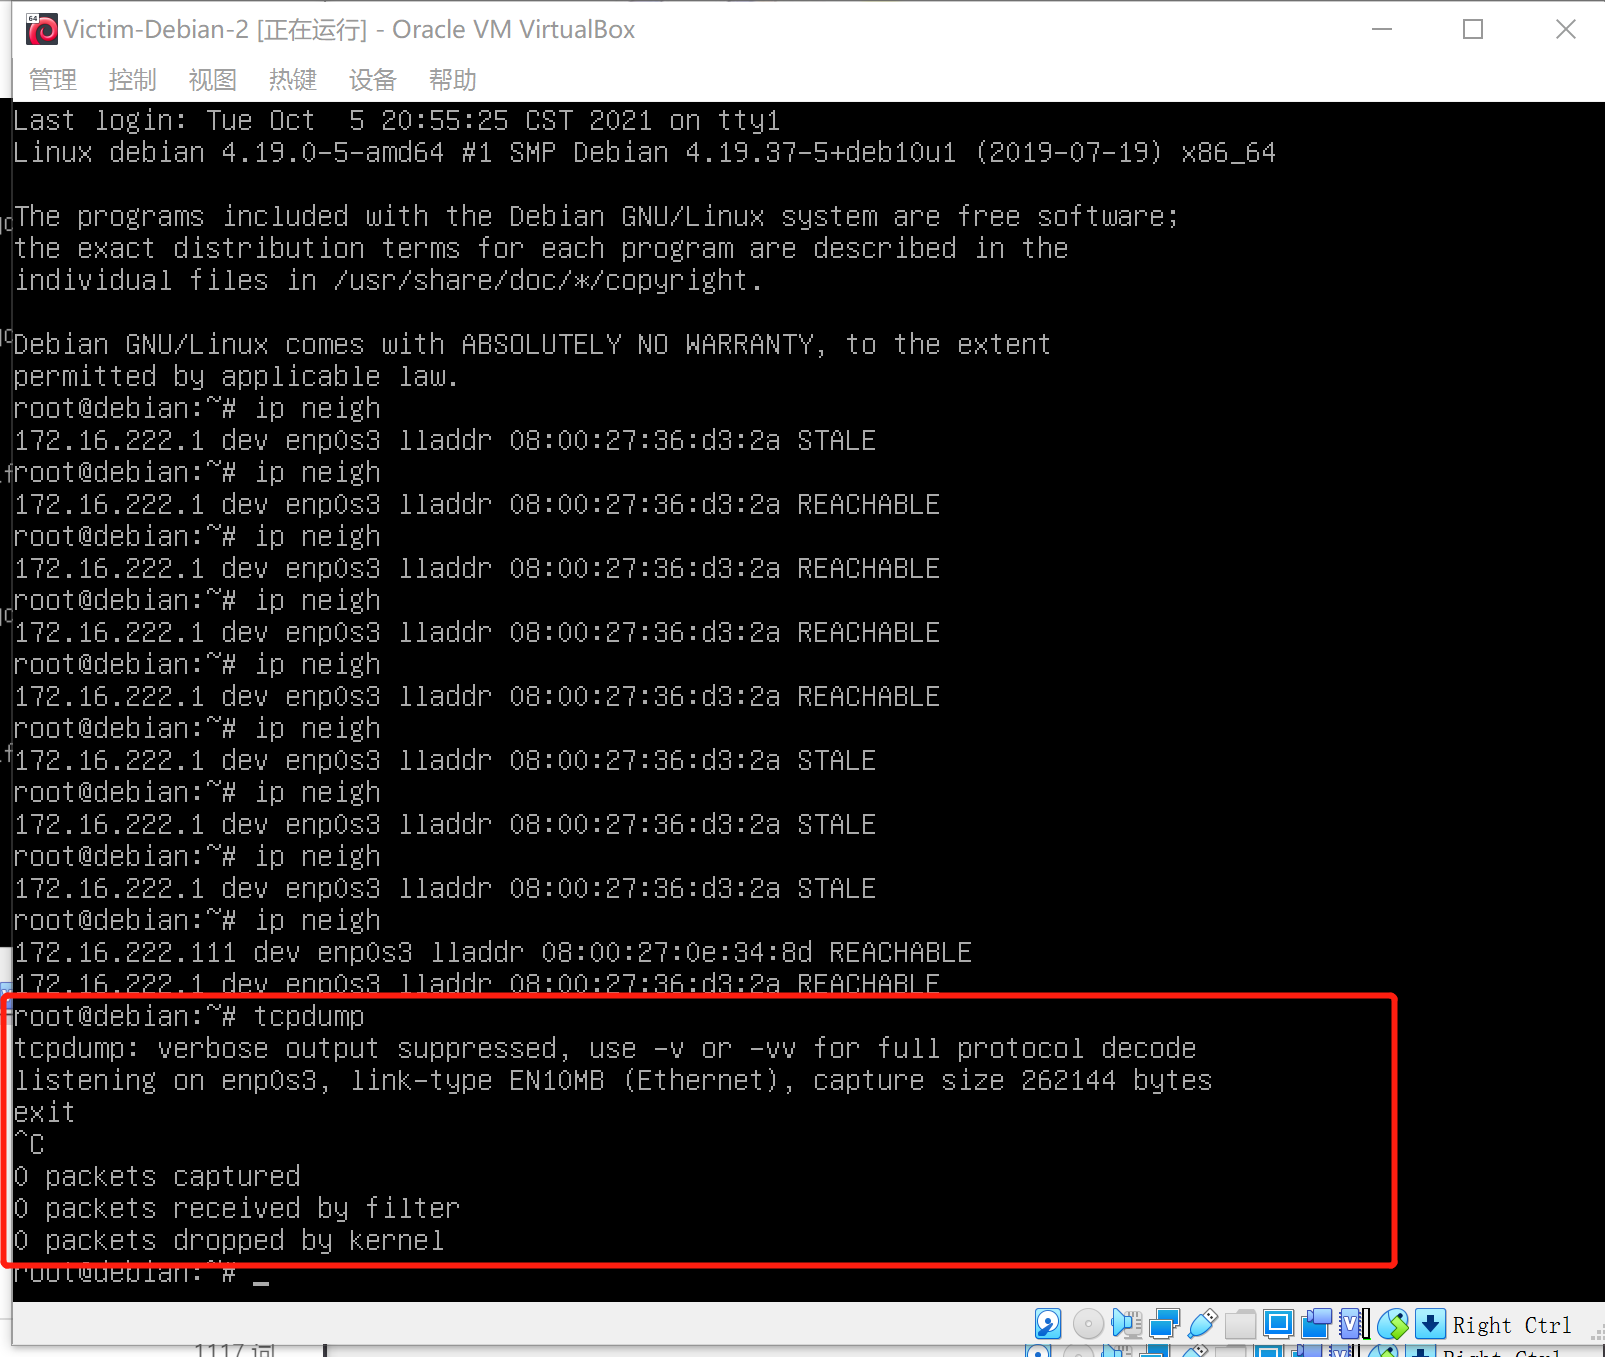 Victim-Debian-2 [正在运行] - Oracle VM VirtualBox
管理 控制 视图 热键 设备 帮助
Last login: Tue Oct  5 20:55:25 CST 2021 on tty1
Linux debian 4.19.0-5-amd64 #1 SMP Debian 4.19.37-5+deb10u1 (2019-07-19) x86_64
The programs included with the Debian GNU/Linux system are free software;
the exact distribution terms for each program are described in the
individual files in /usr/share/doc/*/copyright.
Debian GNU/Linux comes with ABSOLUTELY NO WARRANTY, to the extent
permitted by applicable law.
root@debian:~# ip neigh
172.16.222.1 dev enp0s3 lladdr 08:00:27:36:d3:2a STALE
root@debian:~# ip neigh
172.16.222.1 dev enp0s3 lladdr 08:00:27:36:d3:2a REACHABLE
root@debian:~# ip neigh
172.16.222.1 dev enp0s3 lladdr 08:00:27:36:d3:2a REACHABLE
root@debian:~# ip neigh
172.16.222.1 dev enp0s3 lladdr 08:00:27:36:d3:2a REACHABLE
root@debian:~# ip neigh
172.16.222.1 dev enp0s3 lladdr 08:00:27:36:d3:2a REACHABLE
root@debian:~# ip neigh
172.16.222.1 dev enp0s3 lladdr 08:00:27:36:d3:2a STALE
root@debian:~# ip neigh
172.16.222.1 dev enp0s3 lladdr 08:00:27:36:d3:2a STALE
root@debian:~# ip neigh
172.16.222.1 dev enp0s3 lladdr 08:00:27:36:d3:2a STALE
root@debian:~# ip neigh
172.16.222.111 dev enp0s3 lladdr 08:00:27:0e:34:8d REACHABLE
172.16.222.1 dev enp0s3 lladdr 08:00:27:36:d3:2a REACHABLE
root@debian:~# tcpdump
tcpdump: verbose output suppressed, use -v or -vv for full protocol decode
listening on enp0s3, link-type EN10MB (Ethernet), capture size 262144 bytes
exit
^C
0 packets captured
0 packets received by filter
0 packets dropped by kernel
root@debian:~# _
Right Ctrl
1117 词
Right Ctrl